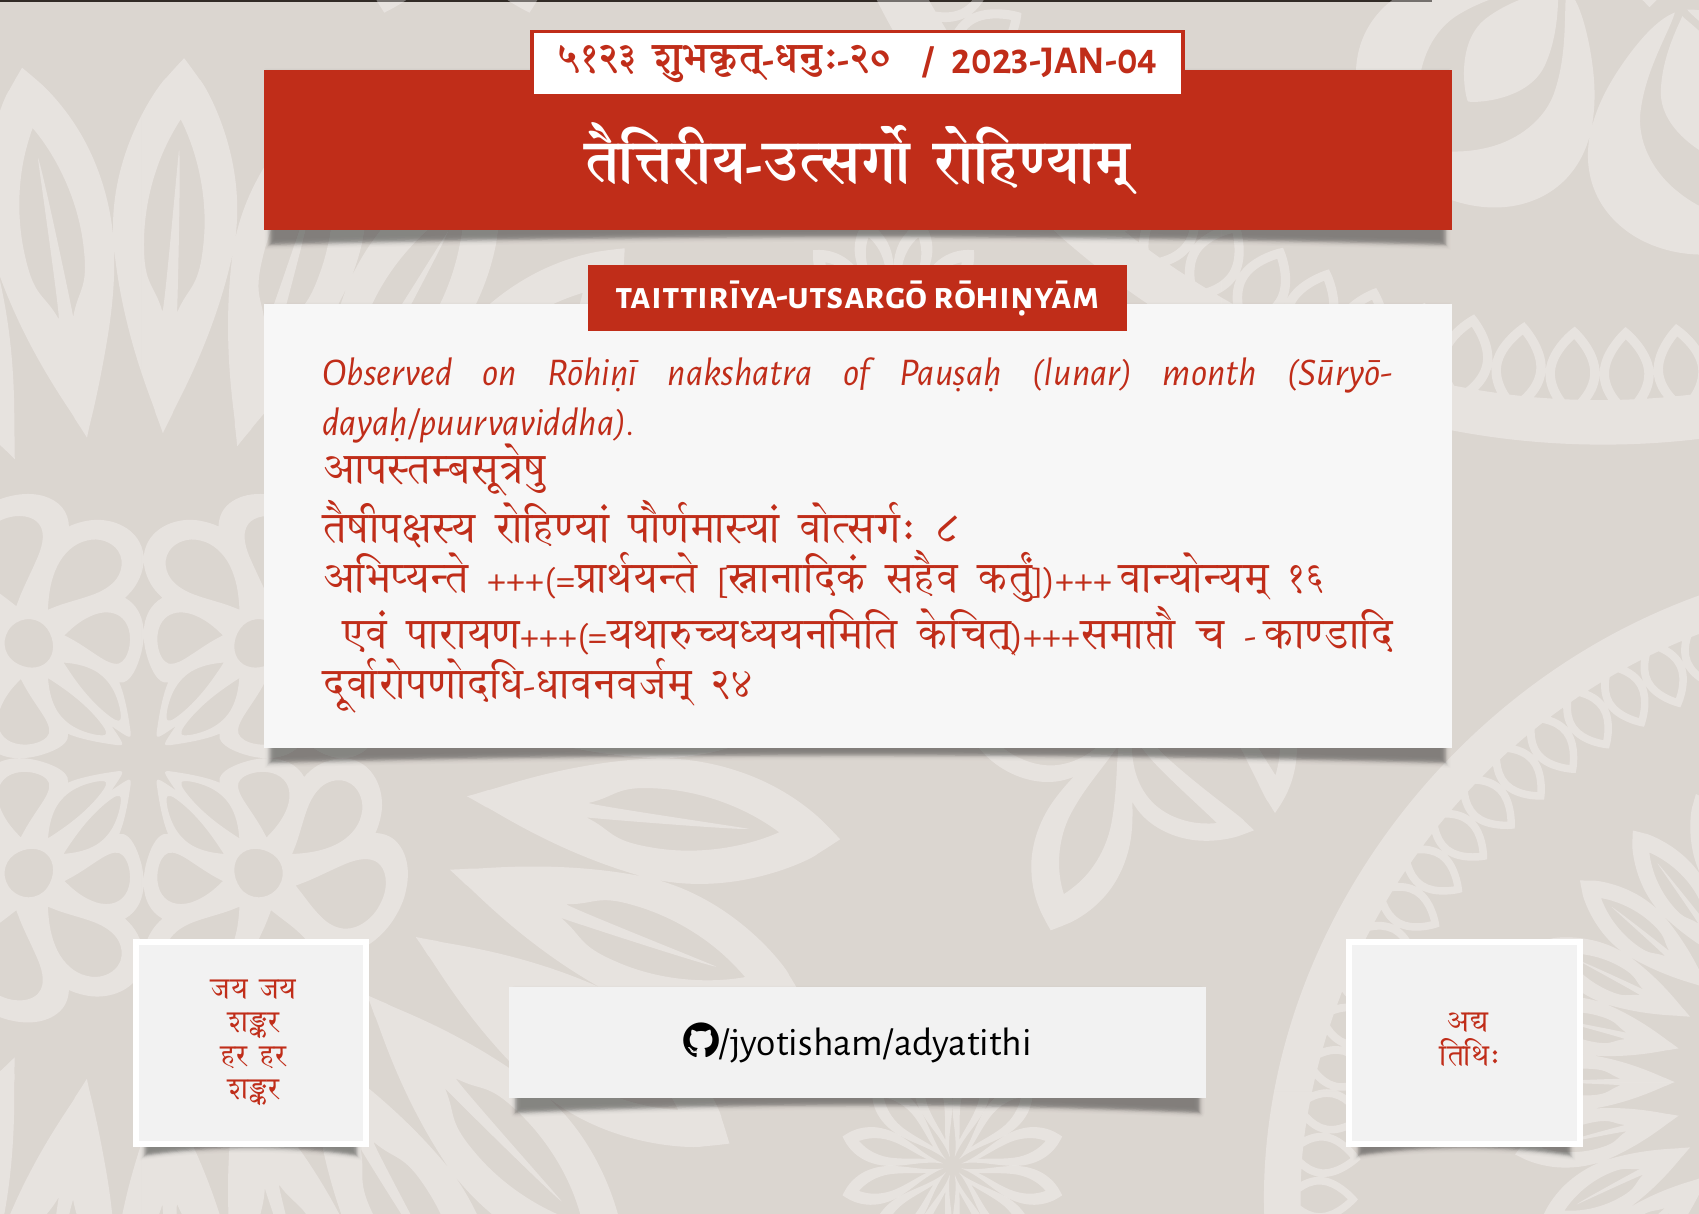 ५१२३ शुभकृत्-धनुः-२० / 2023-JAN-04
तैत्तिरीय-उत्सर्गो रोहिण्याम्
TAITTIRĪYA-UTSARGŌ RŌHIṆYĀM
Observed on Rōhiṇī nakshatra of Pauṣaḥ (lunar) month (Sūryō-
dayaḥ/puurvaviddha).
आपस्तम्बसूत्रेषु
तैषीपक्षस्य रोहिण्यां पौर्णमास्यां वोत्सर्गः ८
अभिप्यन्ते +++(=प्रार्थयन्ते [स्नानादिकं सहैव कर्तुं])+++ वान्योन्यम् १६
एवं पारायण+++(=यथारुच्यध्ययनमिति केचित्)+++समाप्तौ च - काण्डादि
दूर्वारोपणोदधि-धावनवर्जम् २४
जय जय
शङ्कर
हर हर
शङ्कर
/jyotisham/adyatithi
अद्य
तिथिः